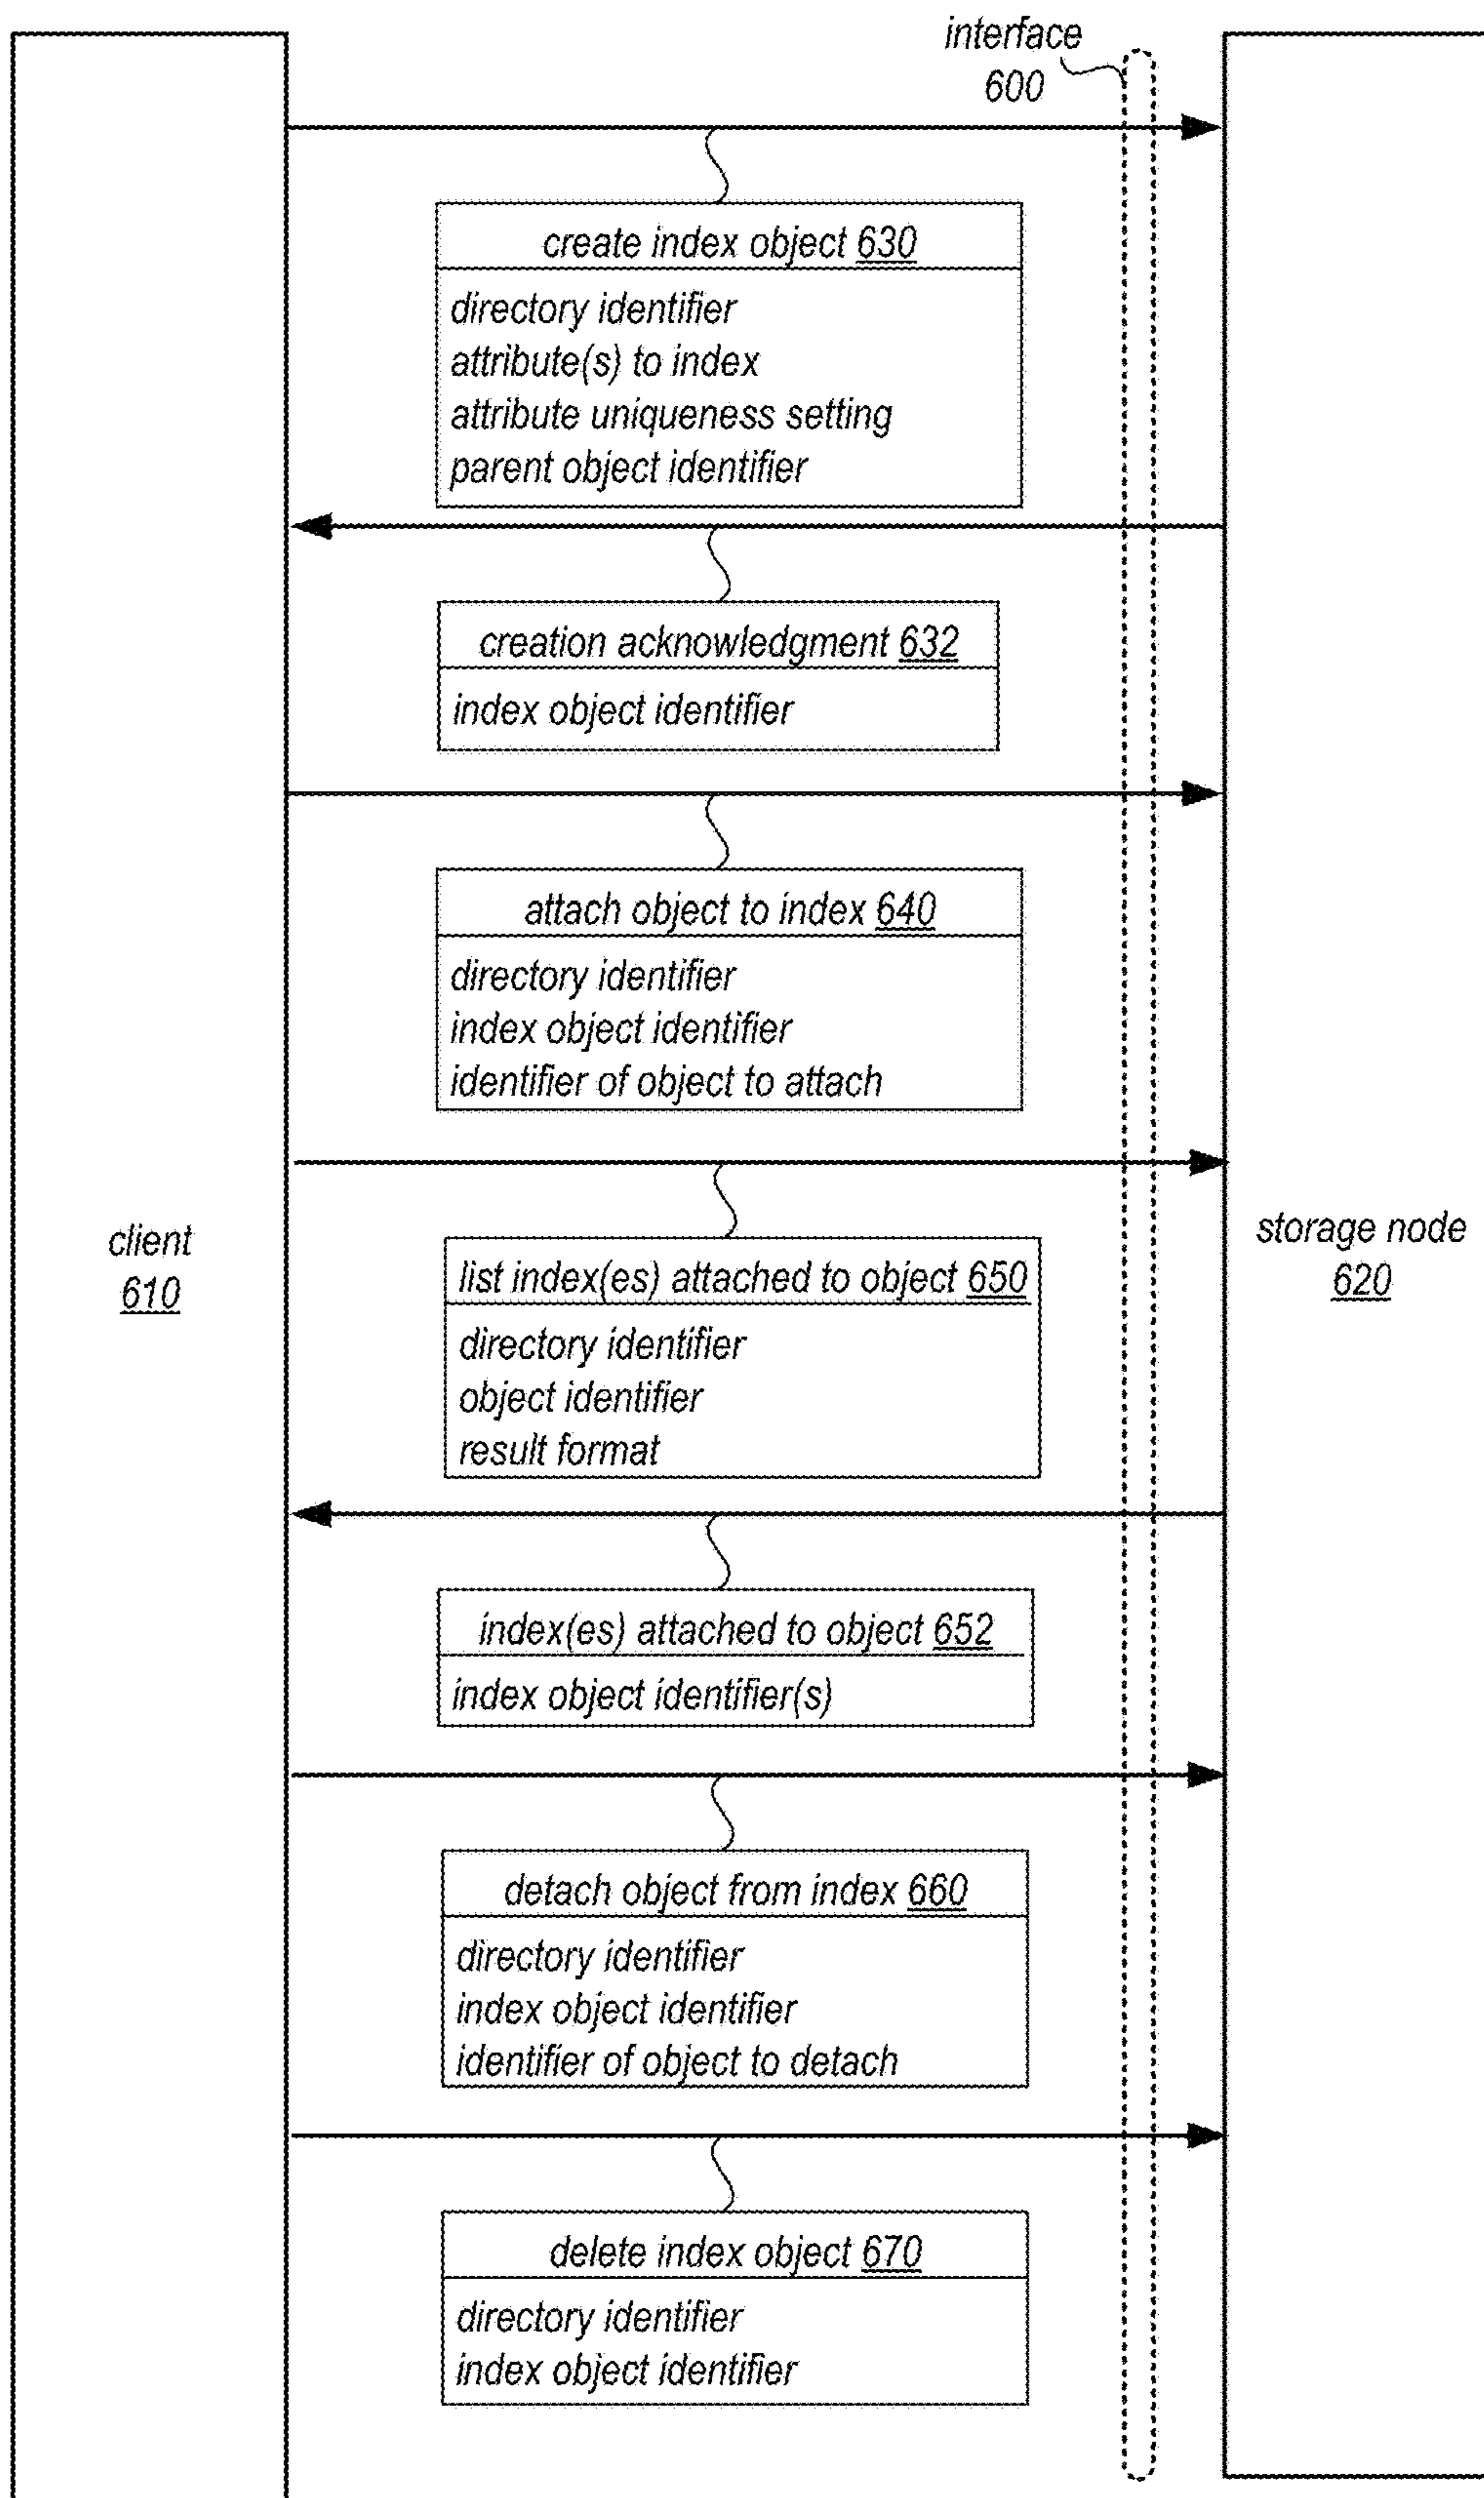 interface
600
create index object 630
directory identifier
attribute(s) to index
attribute uniqueness setting
parent object identifier
creation acknowledgment 632
index object identifier
attach object to index 640
directory identifier
index object identifier
identifier of object to attach
client
610
storage node
620
list index(es) attached to object 650
directory identifier
object identifier
result format
index(es) attached to object 652
index object identifier(s)
detach object from index 660
directory identifier
index object identifier
identifier of object to detach
delete index object 670
directory identifier
index object identifier